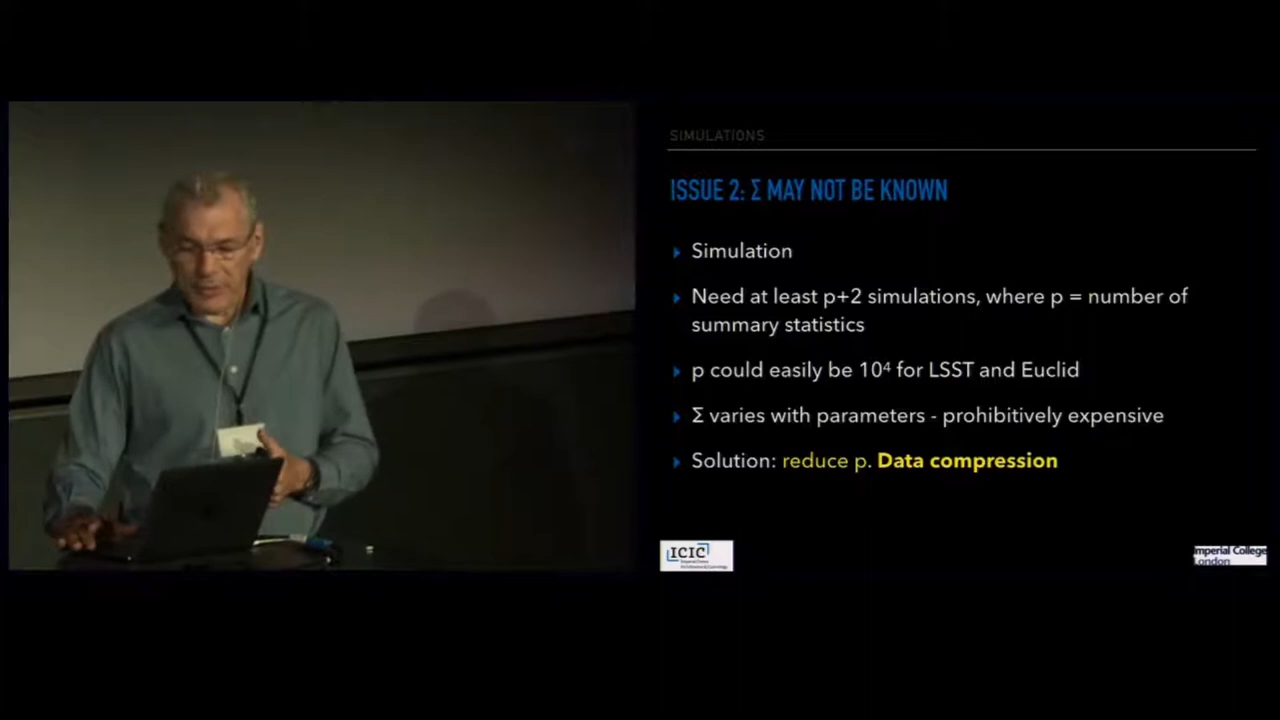 SIMULATIONS
ISSUE 2: Σ MAY NOT BE KNOWN
Simulation
Need at least p+2 simulations, where p = number of
summary statistics
p could easily be 10⁴ for LSST and Euclid
Σ varies with parameters - prohibitively expensive
Solution: reduce p. Data compression
ICIC
Imperial College
London